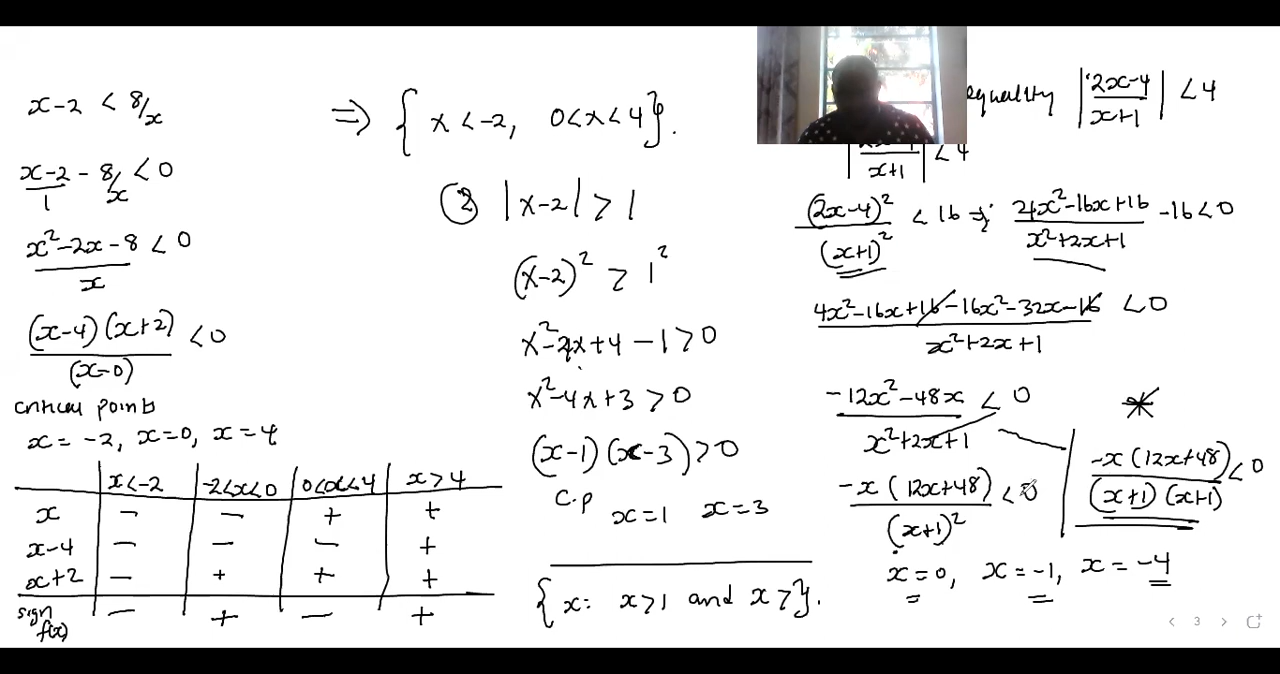 x-2 < 8/x
x-2/1 - 8/x < 0
x²-2x-8/x < 0
(x-4)(x+2)/(x-0) < 0
critical points
x = -2, x=0, x=4
x<-2 -2<x<0 0<x<4 x>4
x - - + +
x-4 - - - +
x+2 - + + +
sign f(x) - + - +
⇒ {x<-2, 0<x<4}.
② |x-2| > 1
(x-2)² > 1²
x²-4x+4-1>0
x²-4x+3>0
(x-1)(x-3)>0
C.p x=1 x=3
{x: x>1 and x>}.
equality |2x-4/x+1| < 4
x+1 | < 4
(2x-4)²/(x+1)² < 16 ⇒ 4x²-16x+16/x²+2x+1 -16<0
4x²-16x+16-16x²-32x-16/x²+2x+1 < 0
-12x²-48x/x²+2x+1 < 0
-x(12x+48)/(x+1)² < 0
x=0, x=-1, x=-4
-x(12x+48)/(x+1)(x+1) < 0
3